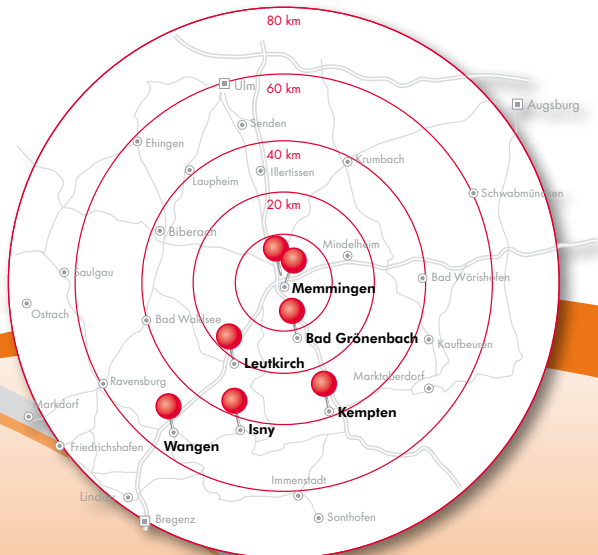 80 km
60 km
Ulm
Augsburg
Senden
Ehingen
40 km
Krumbach
Illertissen
Laupheim
Schwabmünchen
20 km
Biberach
Mindelheim
Saulgau
Bad Wörishofen
Memmingen
Ostrach
Bad Waldsee
Bad Grönenbach
Kaufbeuren
Leutkirch
Marktoberdorf
Ravensburg
Markdorf
Kempten
Isny
Wangen
Friedrichshafen
Immenstadt
Lindau
Bregenz
Sonthofen